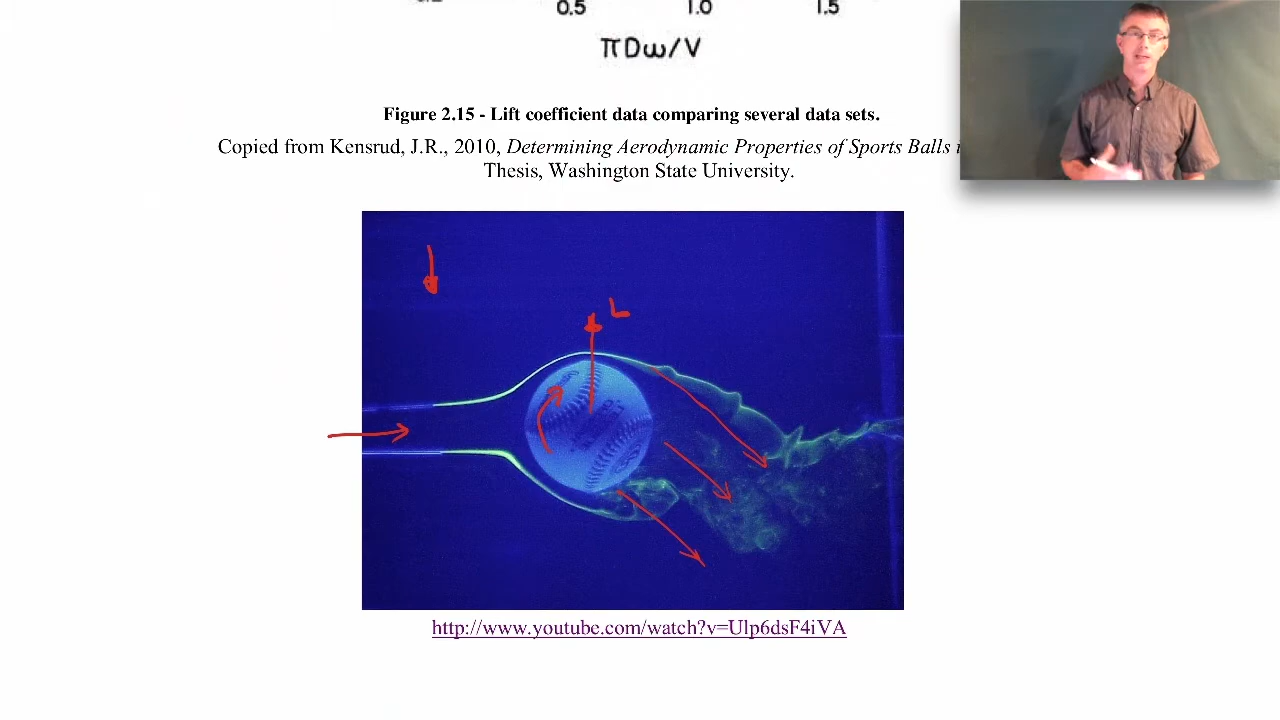 0.5 1.0 1.5
πDω/V
Figure 2.15 - Lift coefficient data comparing several data sets.
Copied from Kensrud, J.R., 2010, Determining Aerodynamic Properties of Sports Balls
Thesis, Washington State University.
L
http://www.youtube.com/watch?v=Ulp6dsF4iVA